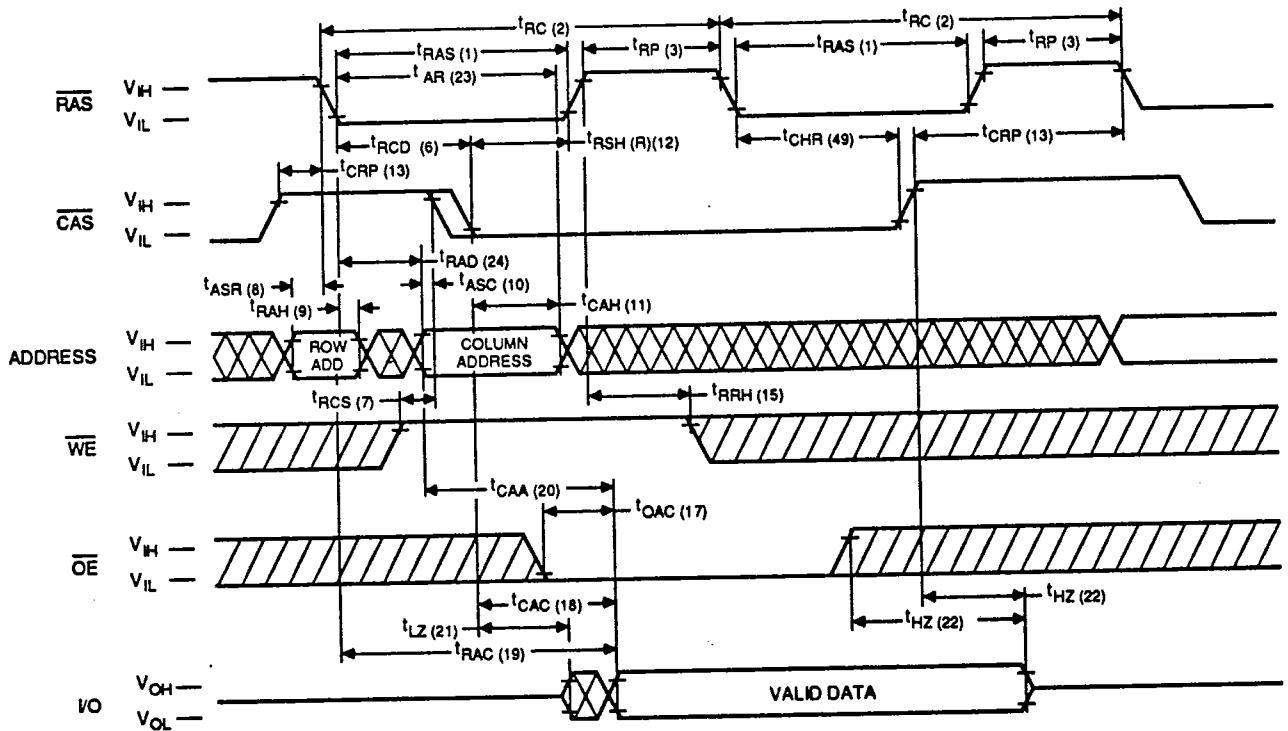 tRC (2) tRC (2)
tRAS (1) tRP (3) tRAS (1) tRP (3)
tAR (23)
RAS VIH
VIL
tRCD (6) tRSH (R)(12) tCHR (49) tCRP (13)
tCRP (13)
CAS VIH
VIL
tRAD (24)
tASR (8) tASC (10)
tRAH (9) tCAH (11)
ADDRESS VIH ROW ADD COLUMN ADDRESS
VIL
tRCS (7) tRRH (15)
WE VIH
VIL
tCAA (20)
tOAC (17)
OE VIH
VIL
tCAC (18) tHZ (22)
tLZ (21) tHZ (22)
tRAC (19)
I/O VOH VALID DATA
VOL